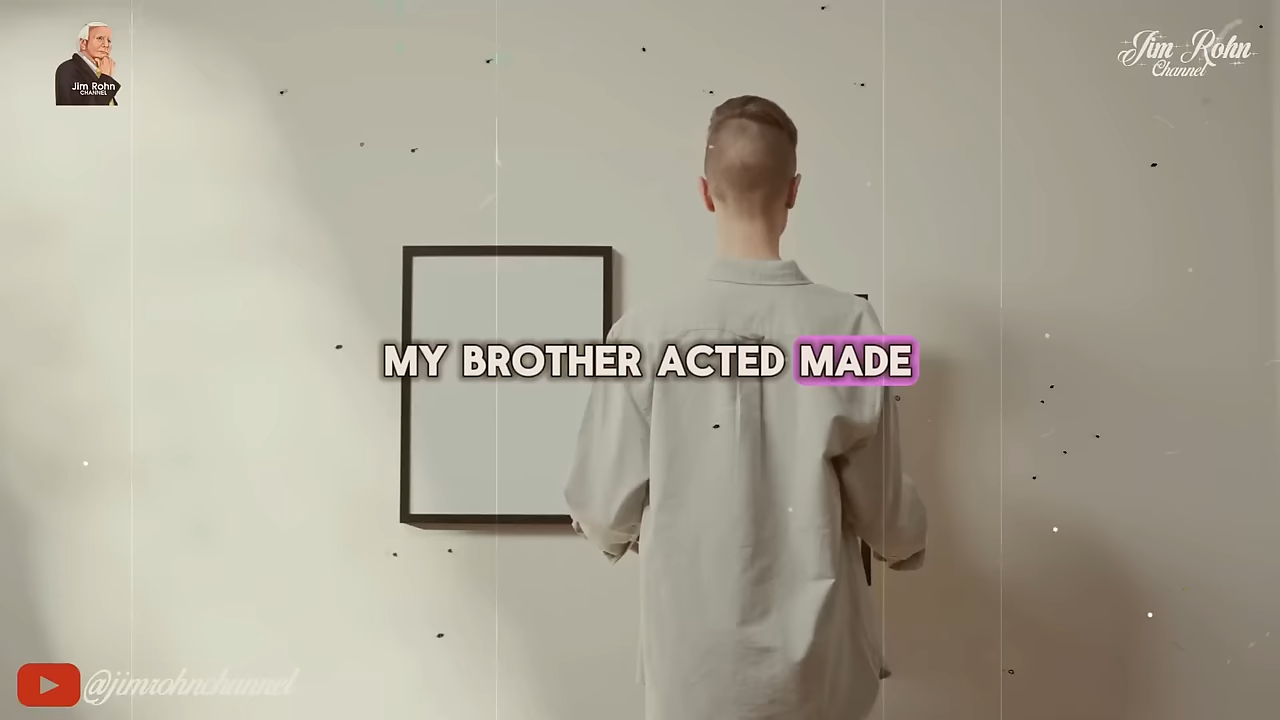 Jim Rohn
CHANNEL
Jim Rohn
Channel
MY BROTHER ACTED MADE
@jimrohnchannel